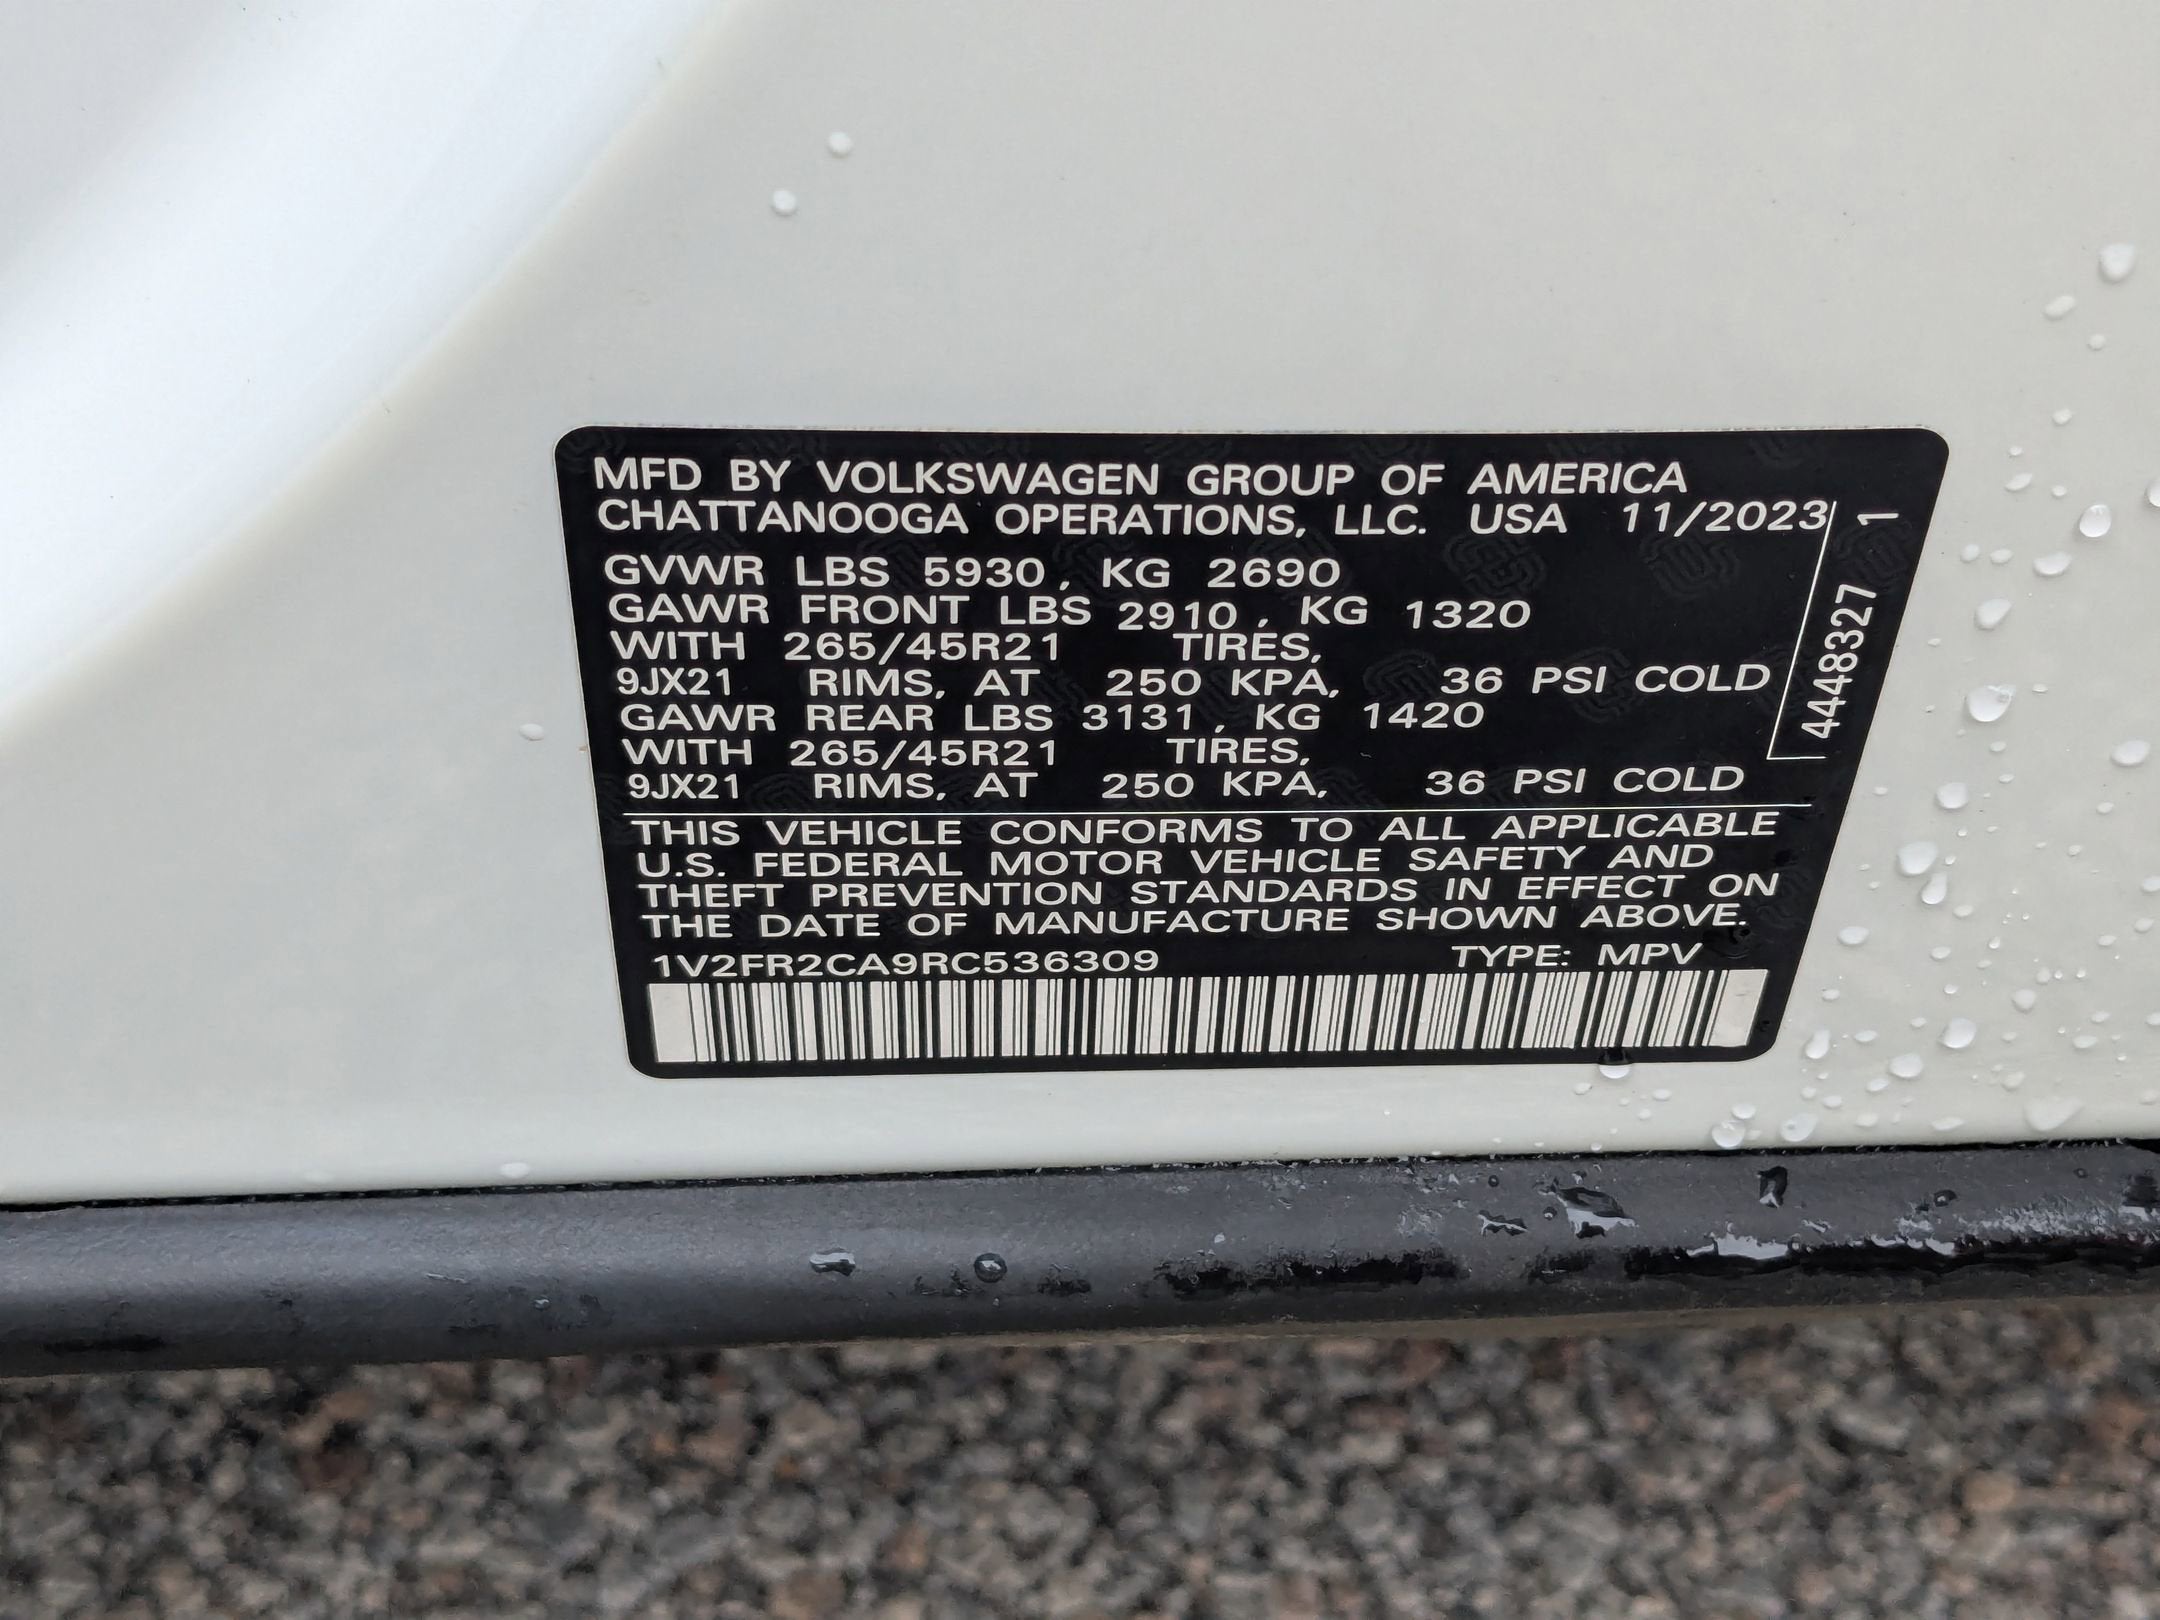 MFD BY VOLKSWAGEN GROUP OF AMERICA
CHATTANOOGA OPERATIONS, LLC. USA 11/2023
GVWR LBS 5930, KG 2690
GAWR FRONT LBS 2910, KG 1320
WITH 265/45R21 TIRES,
9JX21 RIMS, AT 250 KPA, 36 PSI COLD
GAWR REAR LBS 3131, KG 1420
WITH 265/45R21 TIRES,
9JX21 RIMS, AT 250 KPA, 36 PSI COLD
4448327 1
THIS VEHICLE CONFORMS TO ALL APPLICABLE
U.S. FEDERAL MOTOR VEHICLE SAFETY AND
THEFT PREVENTION STANDARDS IN EFFECT ON
THE DATE OF MANUFACTURE SHOWN ABOVE.
1V2FR2CA9RC536309 TYPE: MPV